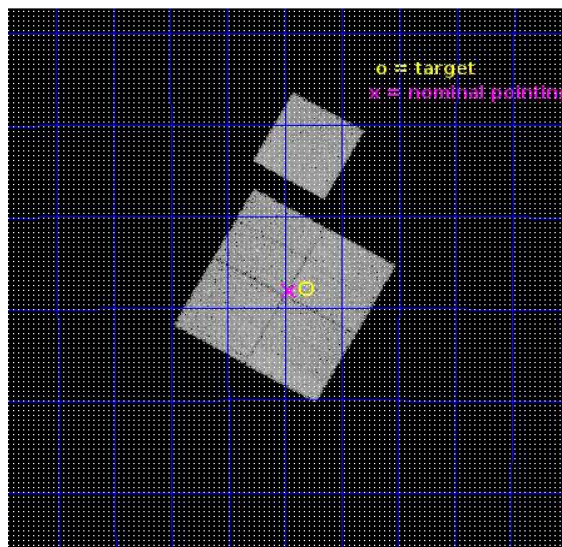 o = target
x = nominal pointing